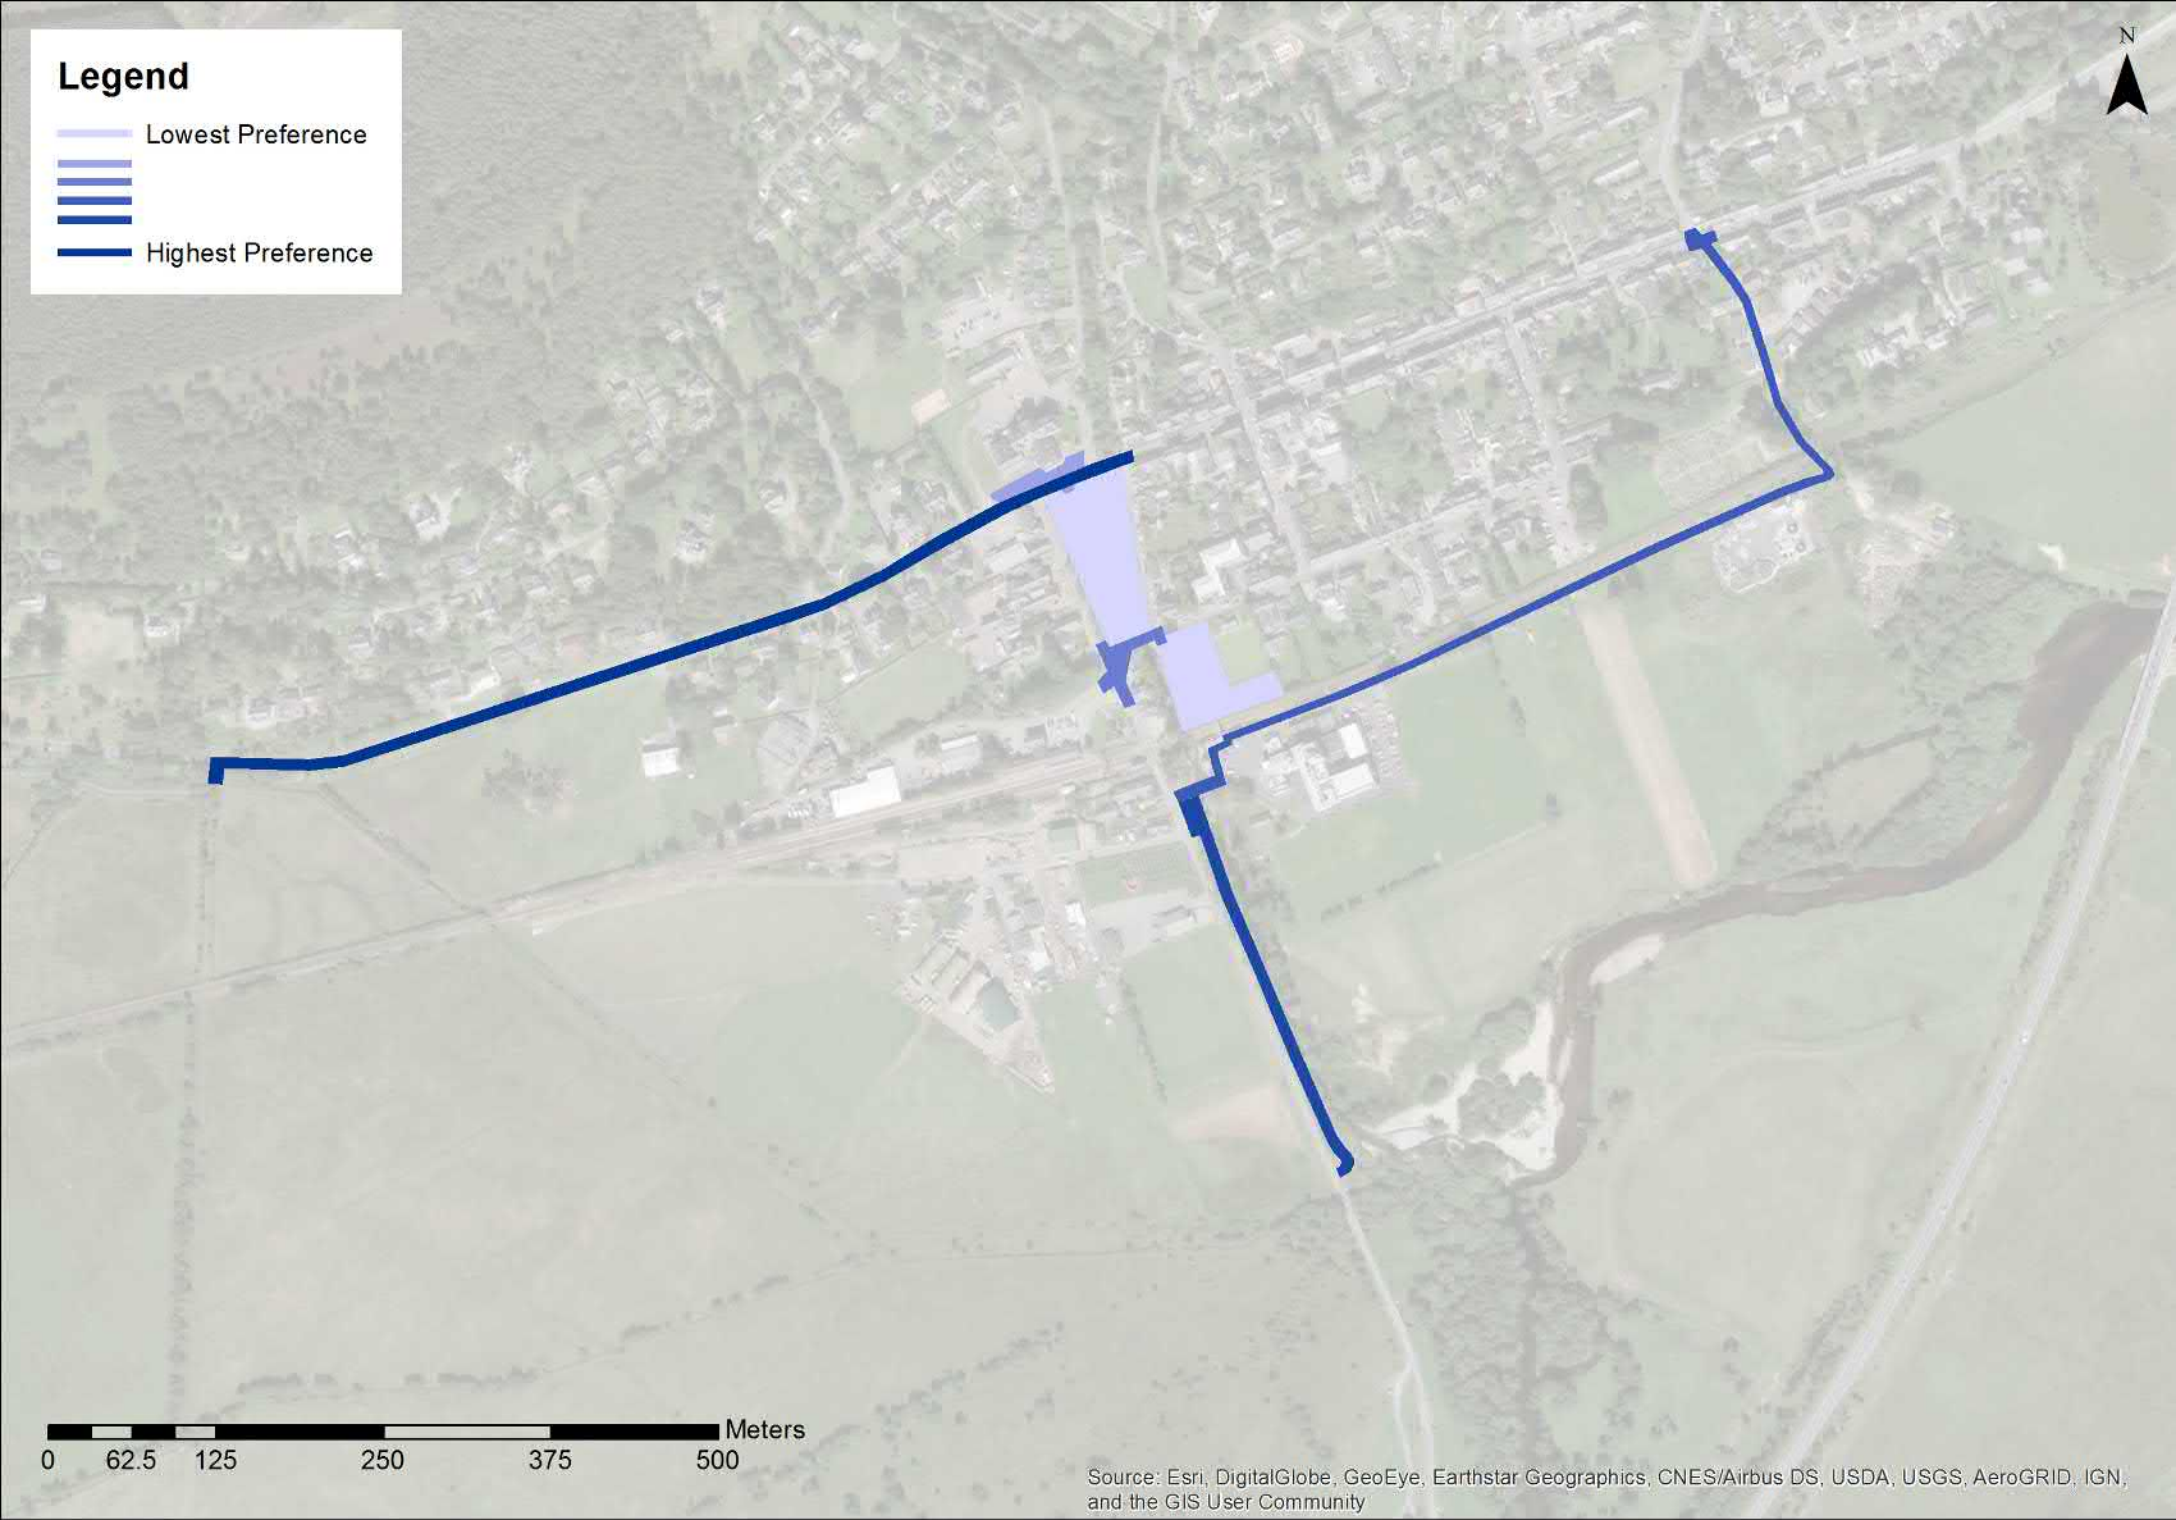 Legend
Lowest Preference
Highest Preference
N
Meters
0 62.5 125 250 375 500
Source: Esri, DigitalGlobe, GeoEye, Earthstar Geographics, CNES/Airbus DS, USDA, USGS, AeroGRID, IGN,
and the GIS User Community